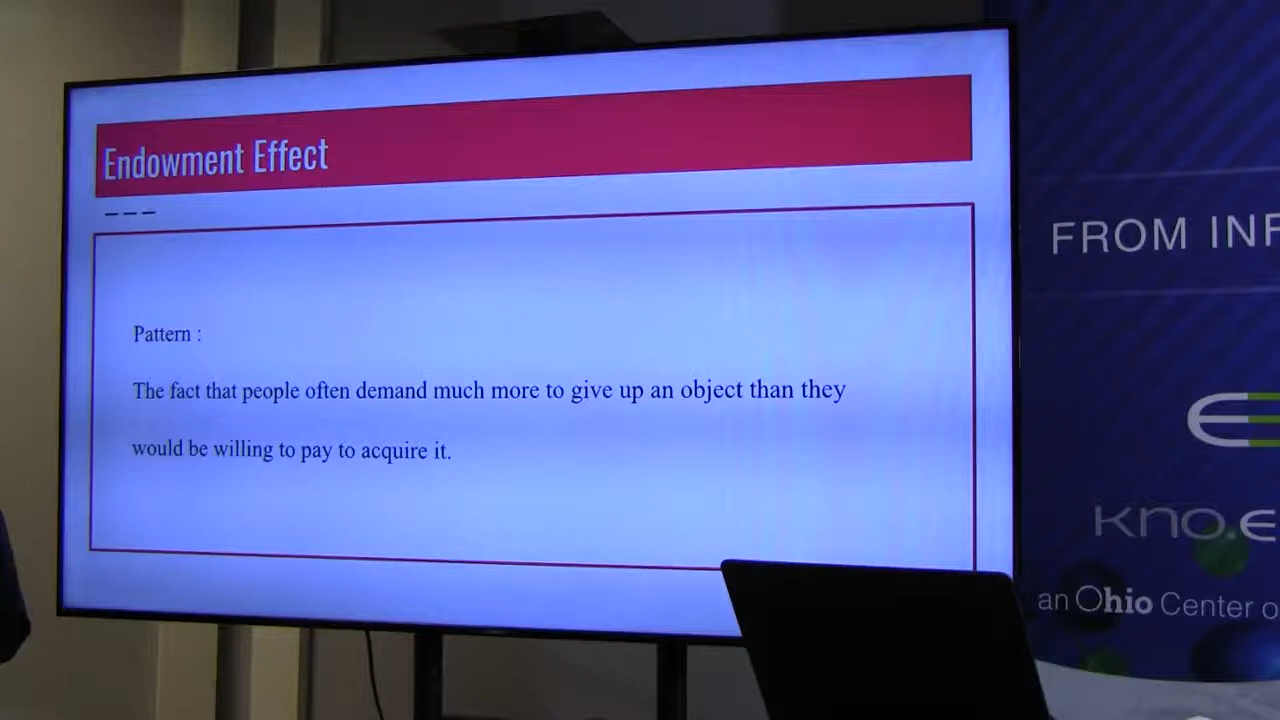 Endowment Effect
Pattern :
The fact that people often demand much more to give up an object than they
would be willing to pay to acquire it.
FROM
kno.e
an Ohio Center